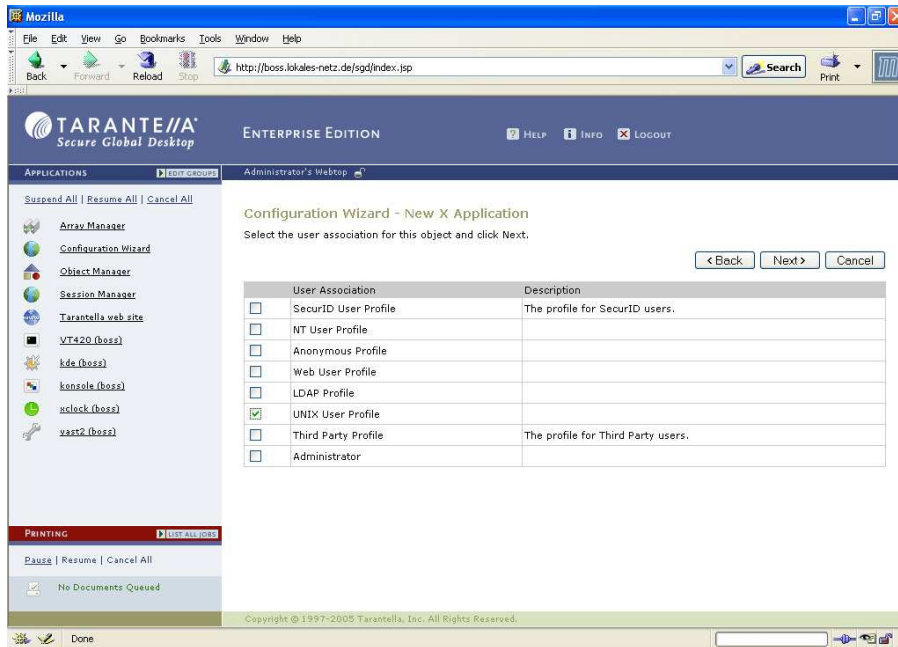 Mozilla
File Edit View Go Bookmarks Tools Window Help
Back Forward Reload Stop http://boss.lokales-netz.de/sgd/index.jsp Search Print
TARANTELLA
Secure Global Desktop
ENTERPRISE EDITION
HELP INFO LOGOUT
APPLICATIONS EDIT GROUPS Administrator's Webtop
Suspend All | Resume All | Cancel All
Array Manager
Configuration Wizard
Object Manager
Session Manager
Tarantella web site
VT420 (boss)
kde (boss)
konsole (boss)
xclock (boss)
yast2 (boss)
Configuration Wizard - New X Application
Select the user association for this object and click Next.
< Back Next > Cancel
User Association Description
SecurID User Profile The profile for SecurID users.
NT User Profile
Anonymous Profile
Web User Profile
LDAP Profile
UNIX User Profile
Third Party Profile The profile for Third Party users.
Administrator
PRINTING LIST ALL JOBS
Pause | Resume | Cancel All
No Documents Queued
Copyright © 1997-2005 Tarantella, Inc. All Rights Reserved.
Done